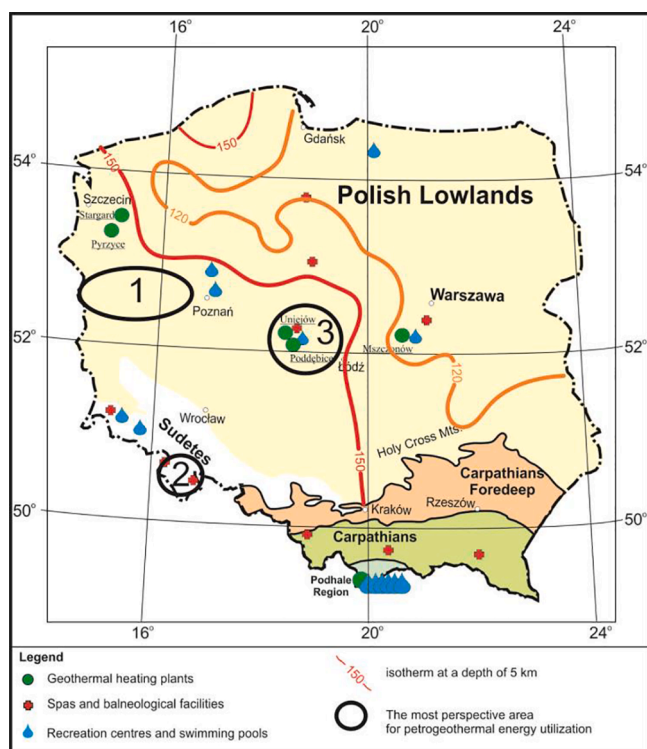 16°
20°
24°
54°
54°
52°
52°
50°
50°
16°
20°
24°
150
Gdańsk
150
Polish Lowlands
120
Szczecin
Stargard
Pyrzyce
1
Poznań
Warszawa
Uniejów
3
Poddębice
Łódź
Mszczonów
120
Wrocław
Sudetes
2
Holy Cross Mts.
150
Carpathians
Foredeep
Kraków
Rzeszów
Carpathians
Podhale
Region
Legend
Geothermal heating plants
Spas and balneological facilities
Recreation centres and swimming pools
150
isotherm at a depth of 5 km
The most perspective area
for petrogeothermal energy utilization